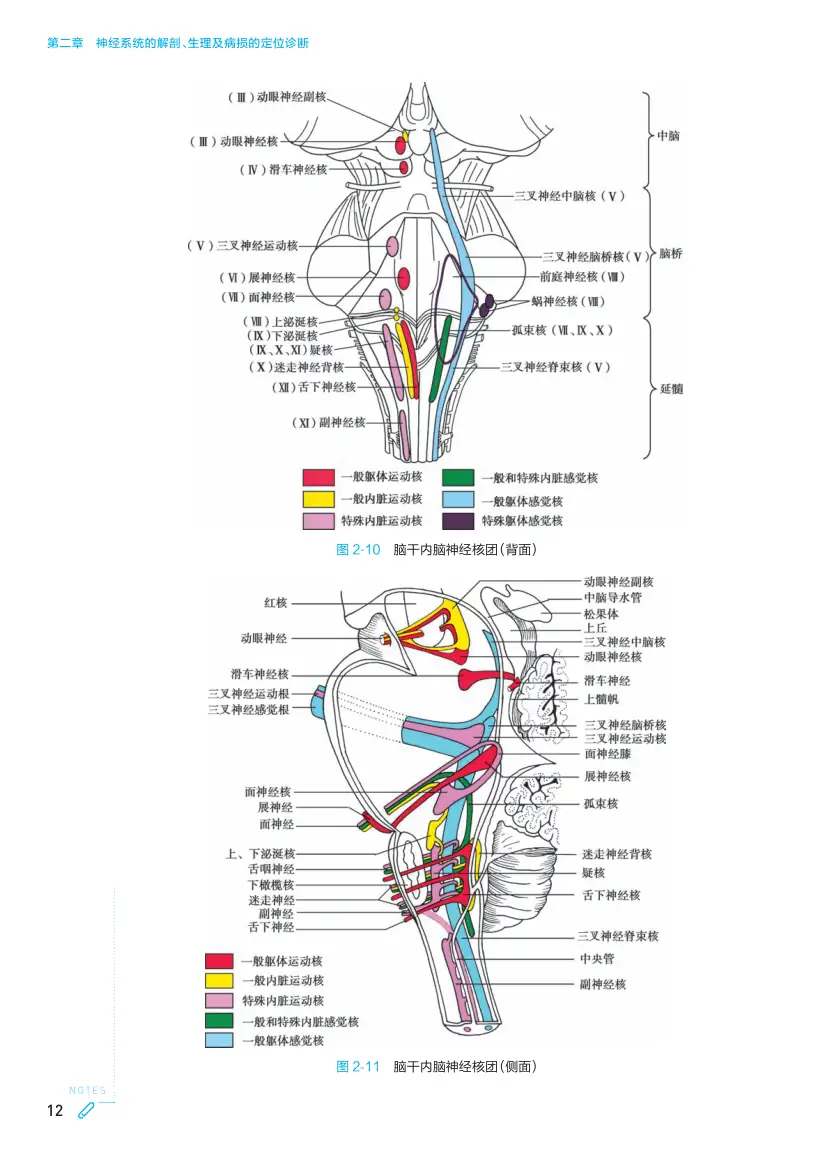 第二章 神经系统的解剖、生理及病损的定位诊断
(Ⅲ)动眼神经副核
(Ⅲ)动眼神经核
(Ⅳ)滑车神经核
(Ⅴ)三叉神经运动核
(Ⅵ)展神经核
(Ⅶ)面神经核
(Ⅷ)上泌涎核
(Ⅸ)下泌涎核
(Ⅸ、Ⅹ、Ⅺ)疑核
(Ⅹ)迷走神经背核
(Ⅻ)舌下神经核
(Ⅺ)副神经核
中脑
三叉神经中脑核(Ⅴ)
三叉神经脑桥核(Ⅴ)
脑桥
前庭神经核(Ⅷ)
蜗神经核(Ⅷ)
孤束核(Ⅶ、Ⅸ、Ⅹ)
三叉神经脊束核(Ⅴ)
延髓
一般躯体运动核
一般内脏运动核
特殊内脏运动核
一般和特殊内脏感觉核
一般躯体感觉核
特殊躯体感觉核
图 2-10 脑干内脑神经核团(背面)
红核
动眼神经
滑车神经核
三叉神经运动根
三叉神经感觉根
面神经核
展神经
面神经
上、下泌涎核
舌咽神经
下橄榄核
迷走神经
副神经
舌下神经
动眼神经副核
中脑导水管
松果体
上丘
三叉神经中脑核
动眼神经核
滑车神经
上髓帆
三叉神经脑桥核
三叉神经运动核
面神经膝
展神经核
孤束核
迷走神经背核
疑核
舌下神经核
三叉神经脊束核
中央管
副神经核
一般躯体运动核
一般内脏运动核
特殊内脏运动核
一般和特殊内脏感觉核
一般躯体感觉核
图 2-11 脑干内脑神经核团(侧面)
NOTES
12